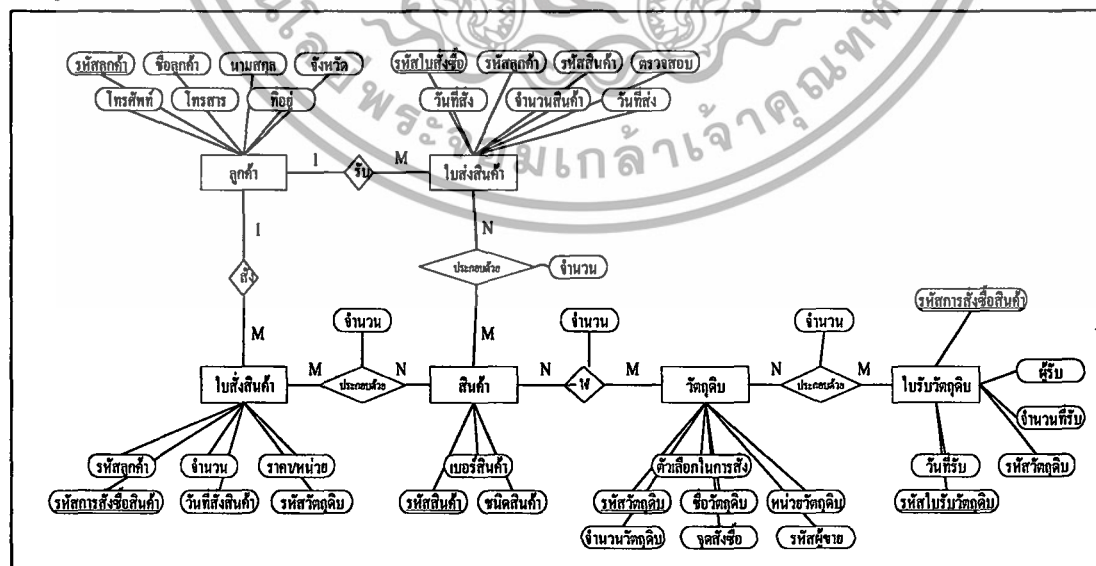 รหัสลูกค้า ชื่อลูกค้า นามสกุล จังหวัด
โทรศัพท์ โทรสาร ที่อยู่
รหัสใบสั่งซื้อ รหัสลูกค้า รหัสสินค้า ตรวจสอบ
วันที่สั่ง จำนวนสินค้า วันที่ส่ง
พระจอมเกล้าเจ้าคุณทห
ลูกค้า 1 รับ M ใบส่งสินค้า
1 N
สั่ง ประกอบด้วย จำนวน
รหัสการสั่งซื้อสินค้า
M จำนวน M จำนวน จำนวน
ใบสั่งสินค้า M ประกอบด้วย N สินค้า N ใช้ M วัตถุดิบ N ประกอบด้วย M ใบรับวัตถุดิบ
ผู้รับ
จำนวนที่รับ
รหัสลูกค้า จำนวน ราคา/หน่วย เบอร์สินค้า ตัวเลือกในการสั่ง วันที่รับ รหัสวัตถุดิบ
รหัสการสั่งซื้อสินค้า วันที่สั่งสินค้า รหัสวัตถุดิบ รหัสสินค้า ชนิดสินค้า รหัสวัตถุดิบ ชื่อวัตถุดิบ หน่วยวัตถุดิบ รหัสใบรับวัตถุดิบ
จำนวนวัตถุดิบ จุดสั่งซื้อ รหัสผู้ขาย